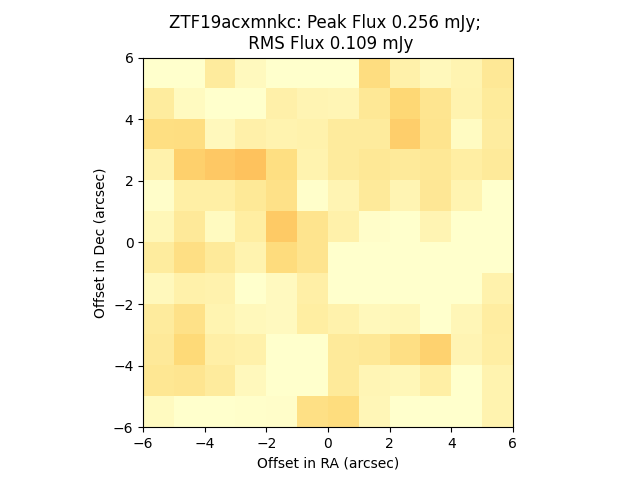 ZTF19acxmnkc: Peak Flux 0.256 mJy;
RMS Flux 0.109 mJy
6
4
2
0
−2
−4
−6
Offset in Dec (arcsec)
−6 −4 −2 0 2 4 6
Offset in RA (arcsec)